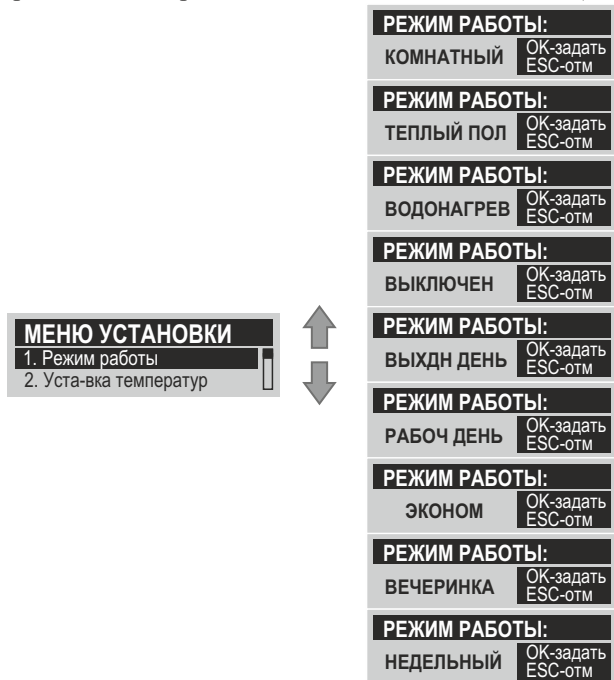 РЕЖИМ РАБОТЫ:
КОМНАТНЫЙ
OK-задать
ESC-отм
РЕЖИМ РАБОТЫ:
ТЕПЛЫЙ ПОЛ
OK-задать
ESC-отм
РЕЖИМ РАБОТЫ:
ВОДОНАГРЕВ
OK-задать
ESC-отм
РЕЖИМ РАБОТЫ:
ВЫКЛЮЧЕН
OK-задать
ESC-отм
МЕНЮ УСТАНОВКИ
1. Режим работы
2. Уста-вка температур
РЕЖИМ РАБОТЫ:
ВЫХДН ДЕНЬ
OK-задать
ESC-отм
РЕЖИМ РАБОТЫ:
РАБОЧ ДЕНЬ
OK-задать
ESC-отм
РЕЖИМ РАБОТЫ:
ЭКОНОМ
OK-задать
ESC-отм
РЕЖИМ РАБОТЫ:
ВЕЧЕРИНКА
OK-задать
ESC-отм
РЕЖИМ РАБОТЫ:
НЕДЕЛЬНЫЙ
OK-задать
ESC-отм